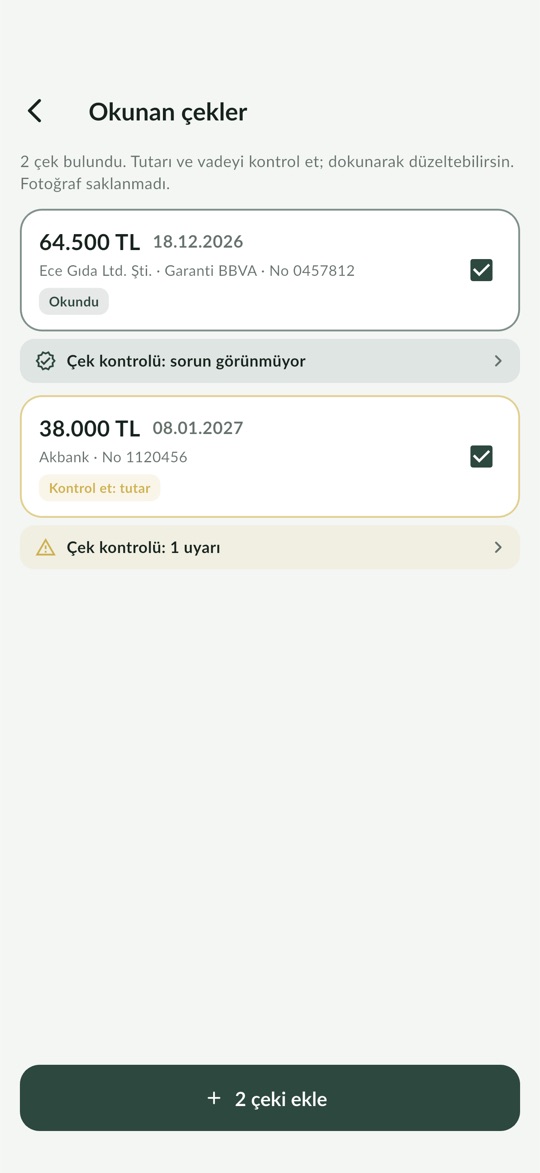 Okunan çekler
2 çek bulundu. Tutarı ve vadeyi kontrol et; dokunarak düzeltebilirsin.
Fotoğraf saklanmadı.
64.500 TL 18.12.2026
Ece Gıda Ltd. Şti. · Garanti BBVA · No 0457812
Okundu
Çek kontrolü: sorun görünmüyor
38.000 TL 08.01.2027
Akbank · No 1120456
Kontrol et: tutar
Çek kontrolü: 1 uyarı
+ 2 çeki ekle